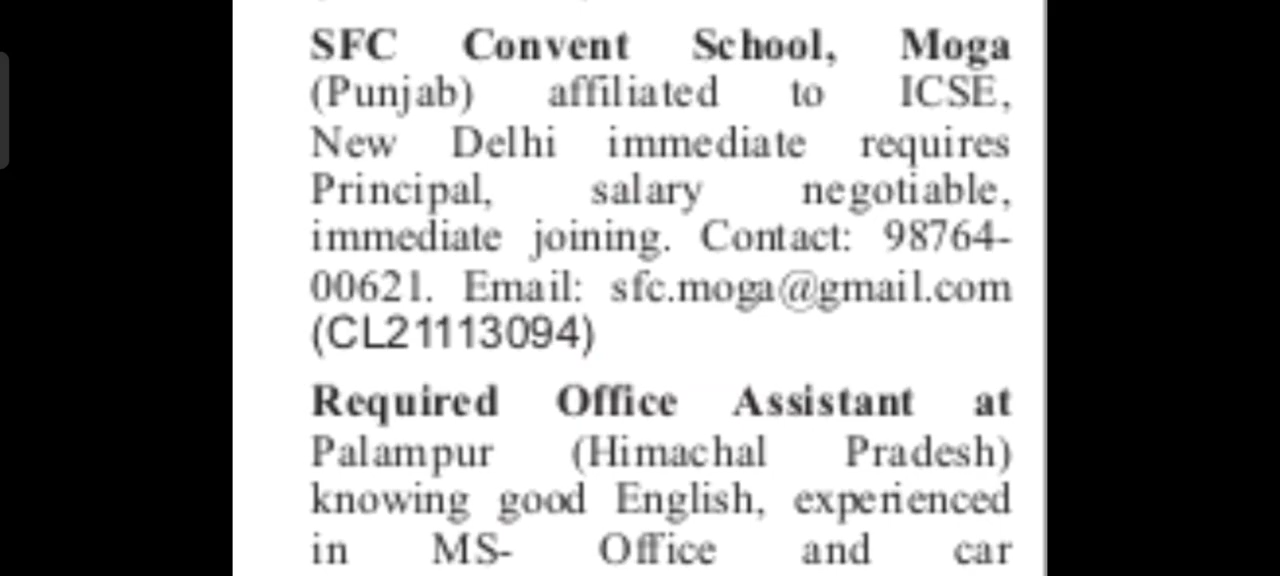 SFC Convent School, Moga
(Punjab) affiliated to ICSE,
New Delhi immediate requires
Principal, salary negotiable,
immediate joining. Contact: 98764-
00621. Email: sfc.moga@gmail.com
(CL21113094)
Required Office Assistant at
Palampur (Himachal Pradesh)
knowing good English, experienced
in MS- Office and car